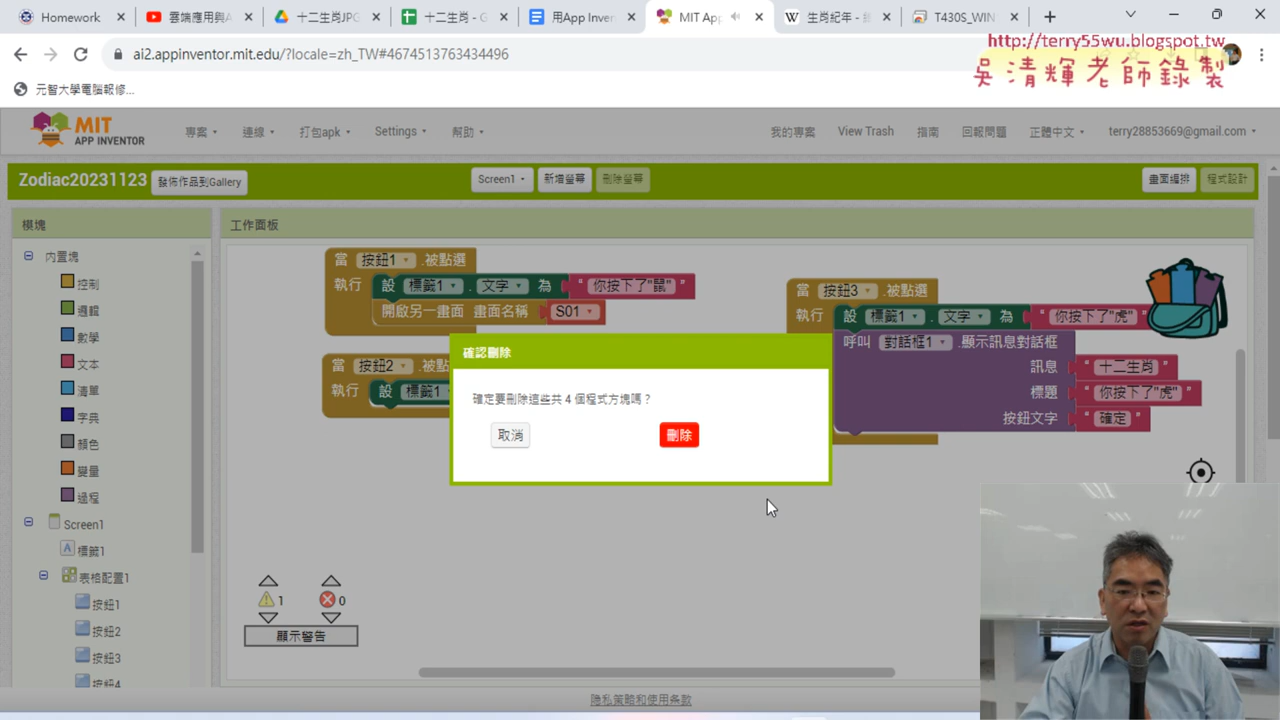 Homework
雲端應用與A
十二生肖JPG
十二生肖 - G
用App Inver
MIT App
生肖紀年 - 維
T430S_WIN
ai2.appinventor.mit.edu/?locale=zh_TW#4674513763434496
http://terry55wu.blogspot.tw
吳清輝老師錄製
元智大學電腦報修...
MIT
APP INVENTOR
專案
連線
打包apk
Settings
幫助
我的專案
View Trash
指南
回報問題
正體中文
terry28853669@gmail.com
Zodiac20231123
發佈作品到Gallery
Screen1
新增螢幕
刪除螢幕
畫面編排
程式設計
模塊
工作面板
內置塊
控制
邏輯
數學
文本
清單
字典
顏色
變量
過程
Screen1
標籤1
表格配置1
按鈕1
按鈕2
按鈕3
按鈕4
當 按鈕1 .被點選
執行 設 標籤1 . 文字 為 " 你按下了"鼠" "
開啟另一畫面 畫面名稱 S01
當 按鈕2 .被點
執行 設 標籤1
當 按鈕3 .被點選
執行 設 標籤1 . 文字 為 " 你按下了"虎" "
呼叫 對話框1 .顯示訊息對話框
訊息 " 十二生肖 "
標題 " 你按下了"虎" "
按鈕文字 " 確定 "
確認刪除
確定要刪除這些共 4 個程式方塊嗎？
取消
刪除
1
0
顯示警告
隐私策略和使用条款